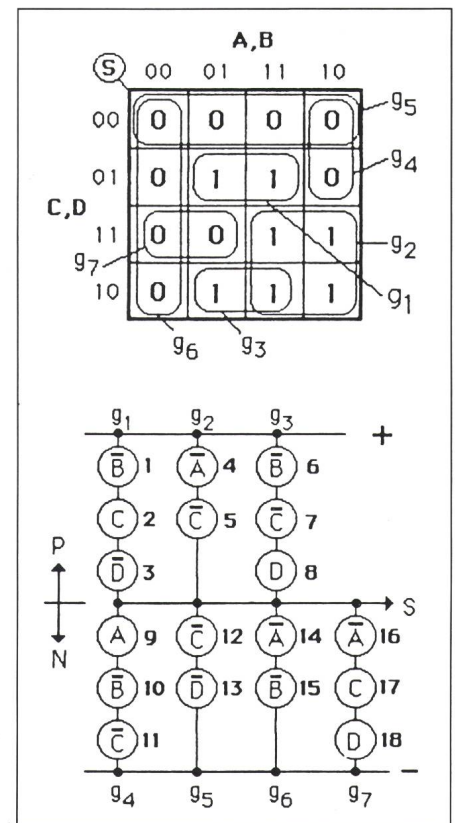 A,B
S 00 01 11 10
00 0 0 0 0 g₅
01 0 1 1 0 g₄
C,D
11 0 0 1 1 g₂
g₇
10 0 1 1 1 g₁
g₆ g₃
g₁ g₂ g₃
+
B̅ 1 A̅ 4 B̅ 6
C 2 C̅ 5 C̅ 7
P
D̅ 3 D 8
S
A 9 C̅ 12 A̅ 14 A̅ 16
N
B̅ 10 D̅ 13 B̅ 15 C 17
C̅ 11 D 18
−
g₄ g₅ g₆ g₇